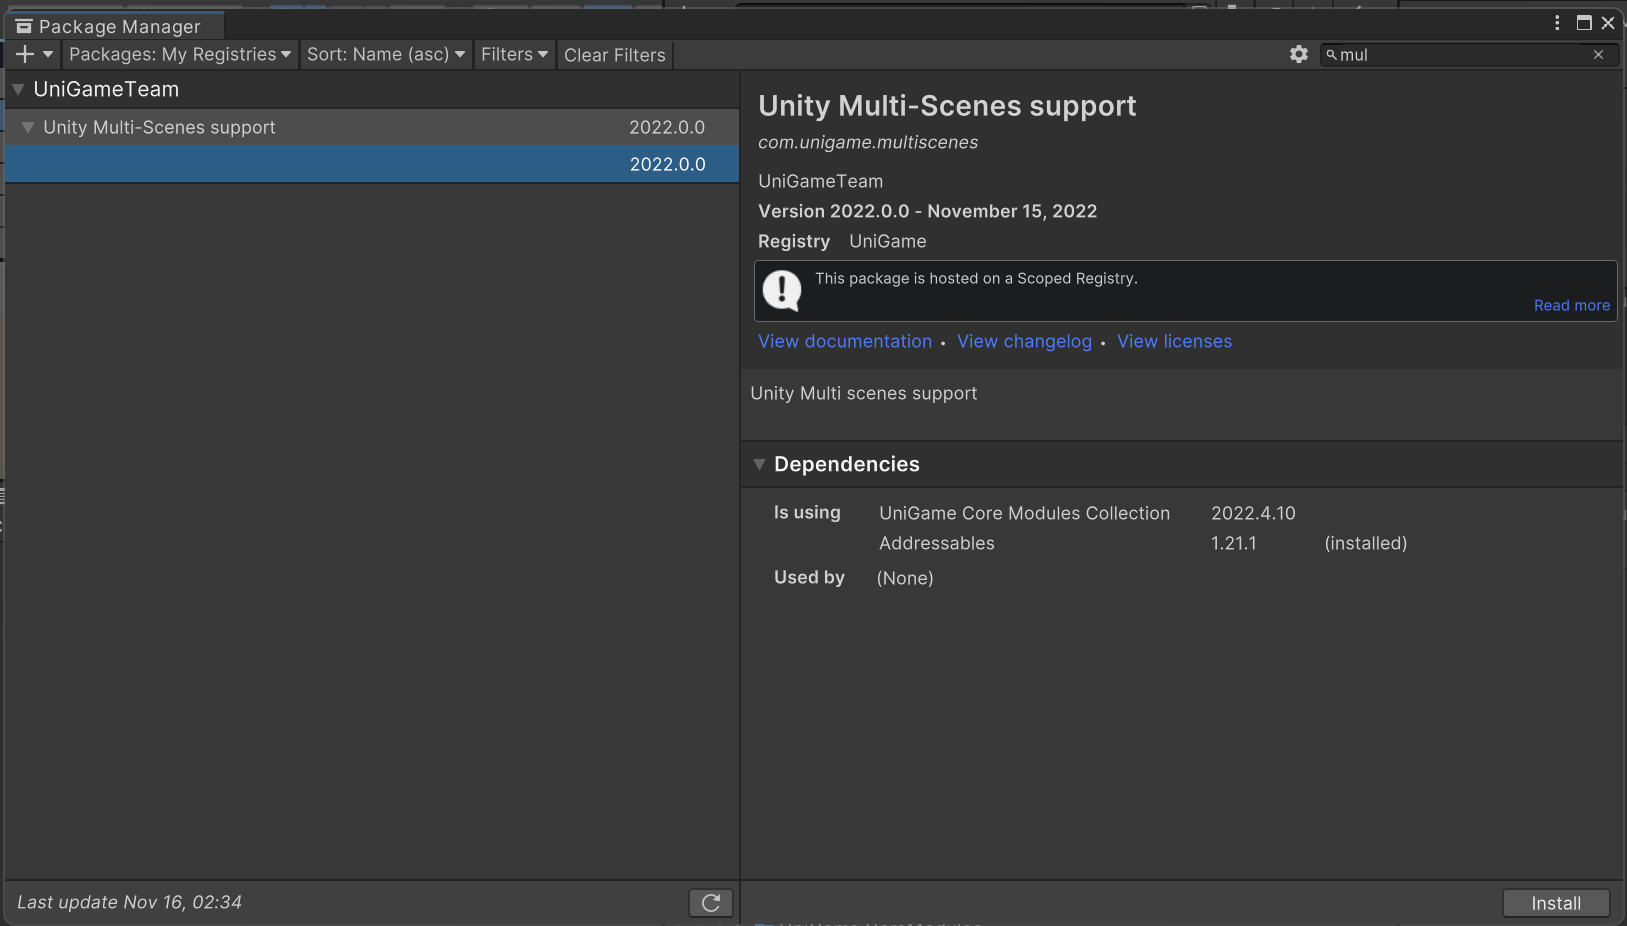 Package Manager
Packages: My Registries
Sort: Name (asc)
Filters
Clear Filters
mul
UniGameTeam
Unity Multi-Scenes support 2022.0.0
2022.0.0
Unity Multi-Scenes support
com.unigame.multiscenes
UniGameTeam
Version 2022.0.0 - November 15, 2022
Registry UniGame
This package is hosted on a Scoped Registry.
Read more
View documentation • View changelog • View licenses
Unity Multi scenes support
Dependencies
Is using UniGame Core Modules Collection 2022.4.10
Addressables 1.21.1 (installed)
Used by (None)
Last update Nov 16, 02:34
Install